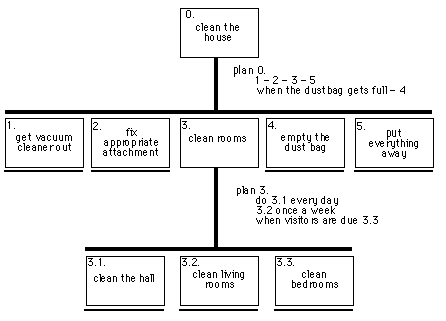 0.
clean the
house
plan 0.
1 - 2 - 3 - 5
when the dustbag gets full - 4
1.
get vacuum
cleaner out
2.
fix
appropriate
attachment
3.
clean rooms
4.
empty the
dust bag
5.
put
everything
away
plan 3.
do 3.1 every day
3.2 once a week
when visitors are due 3.3
3.1.
clean the hall
3.2.
clean living
rooms
3.3.
clean
bedrooms